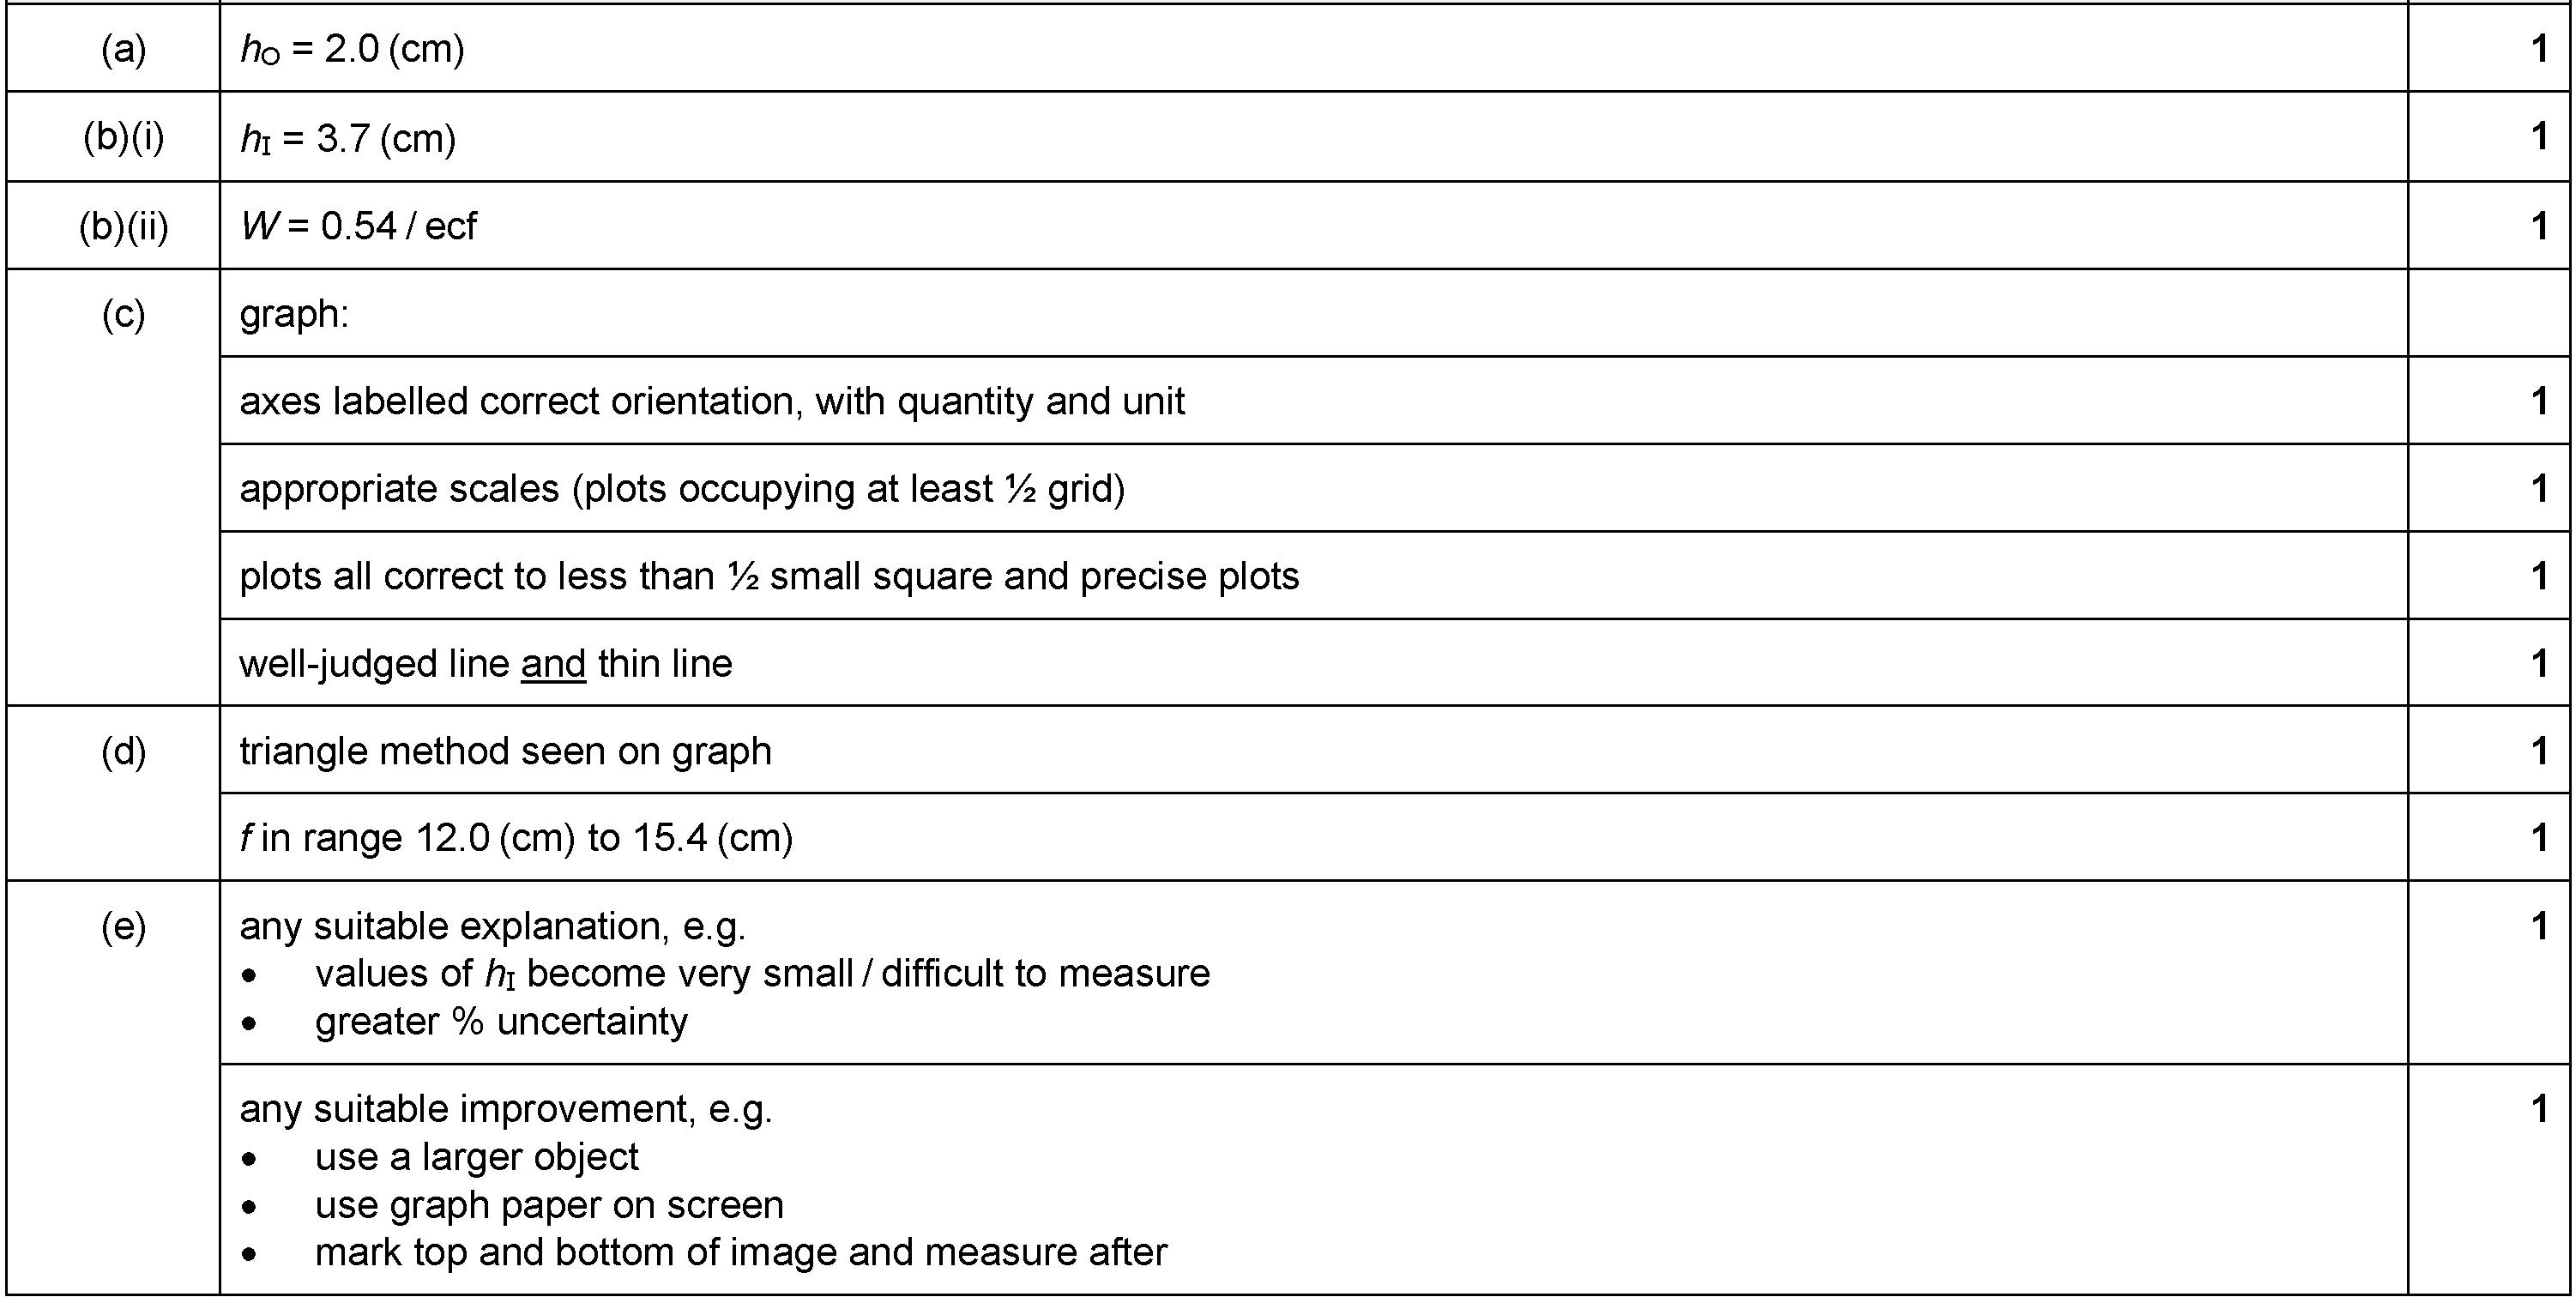 (a) hO = 2.0 (cm) 1
(b)(i) hI = 3.7 (cm) 1
(b)(ii) W = 0.54 / ecf 1
(c) graph:
axes labelled correct orientation, with quantity and unit 1
appropriate scales (plots occupying at least ½ grid) 1
plots all correct to less than ½ small square and precise plots 1
well-judged line and thin line 1
(d) triangle method seen on graph 1
f in range 12.0 (cm) to 15.4 (cm) 1
(e) any suitable explanation, e.g. 1
• values of hI become very small / difficult to measure
• greater % uncertainty
any suitable improvement, e.g. 1
• use a larger object
• use graph paper on screen
• mark top and bottom of image and measure after